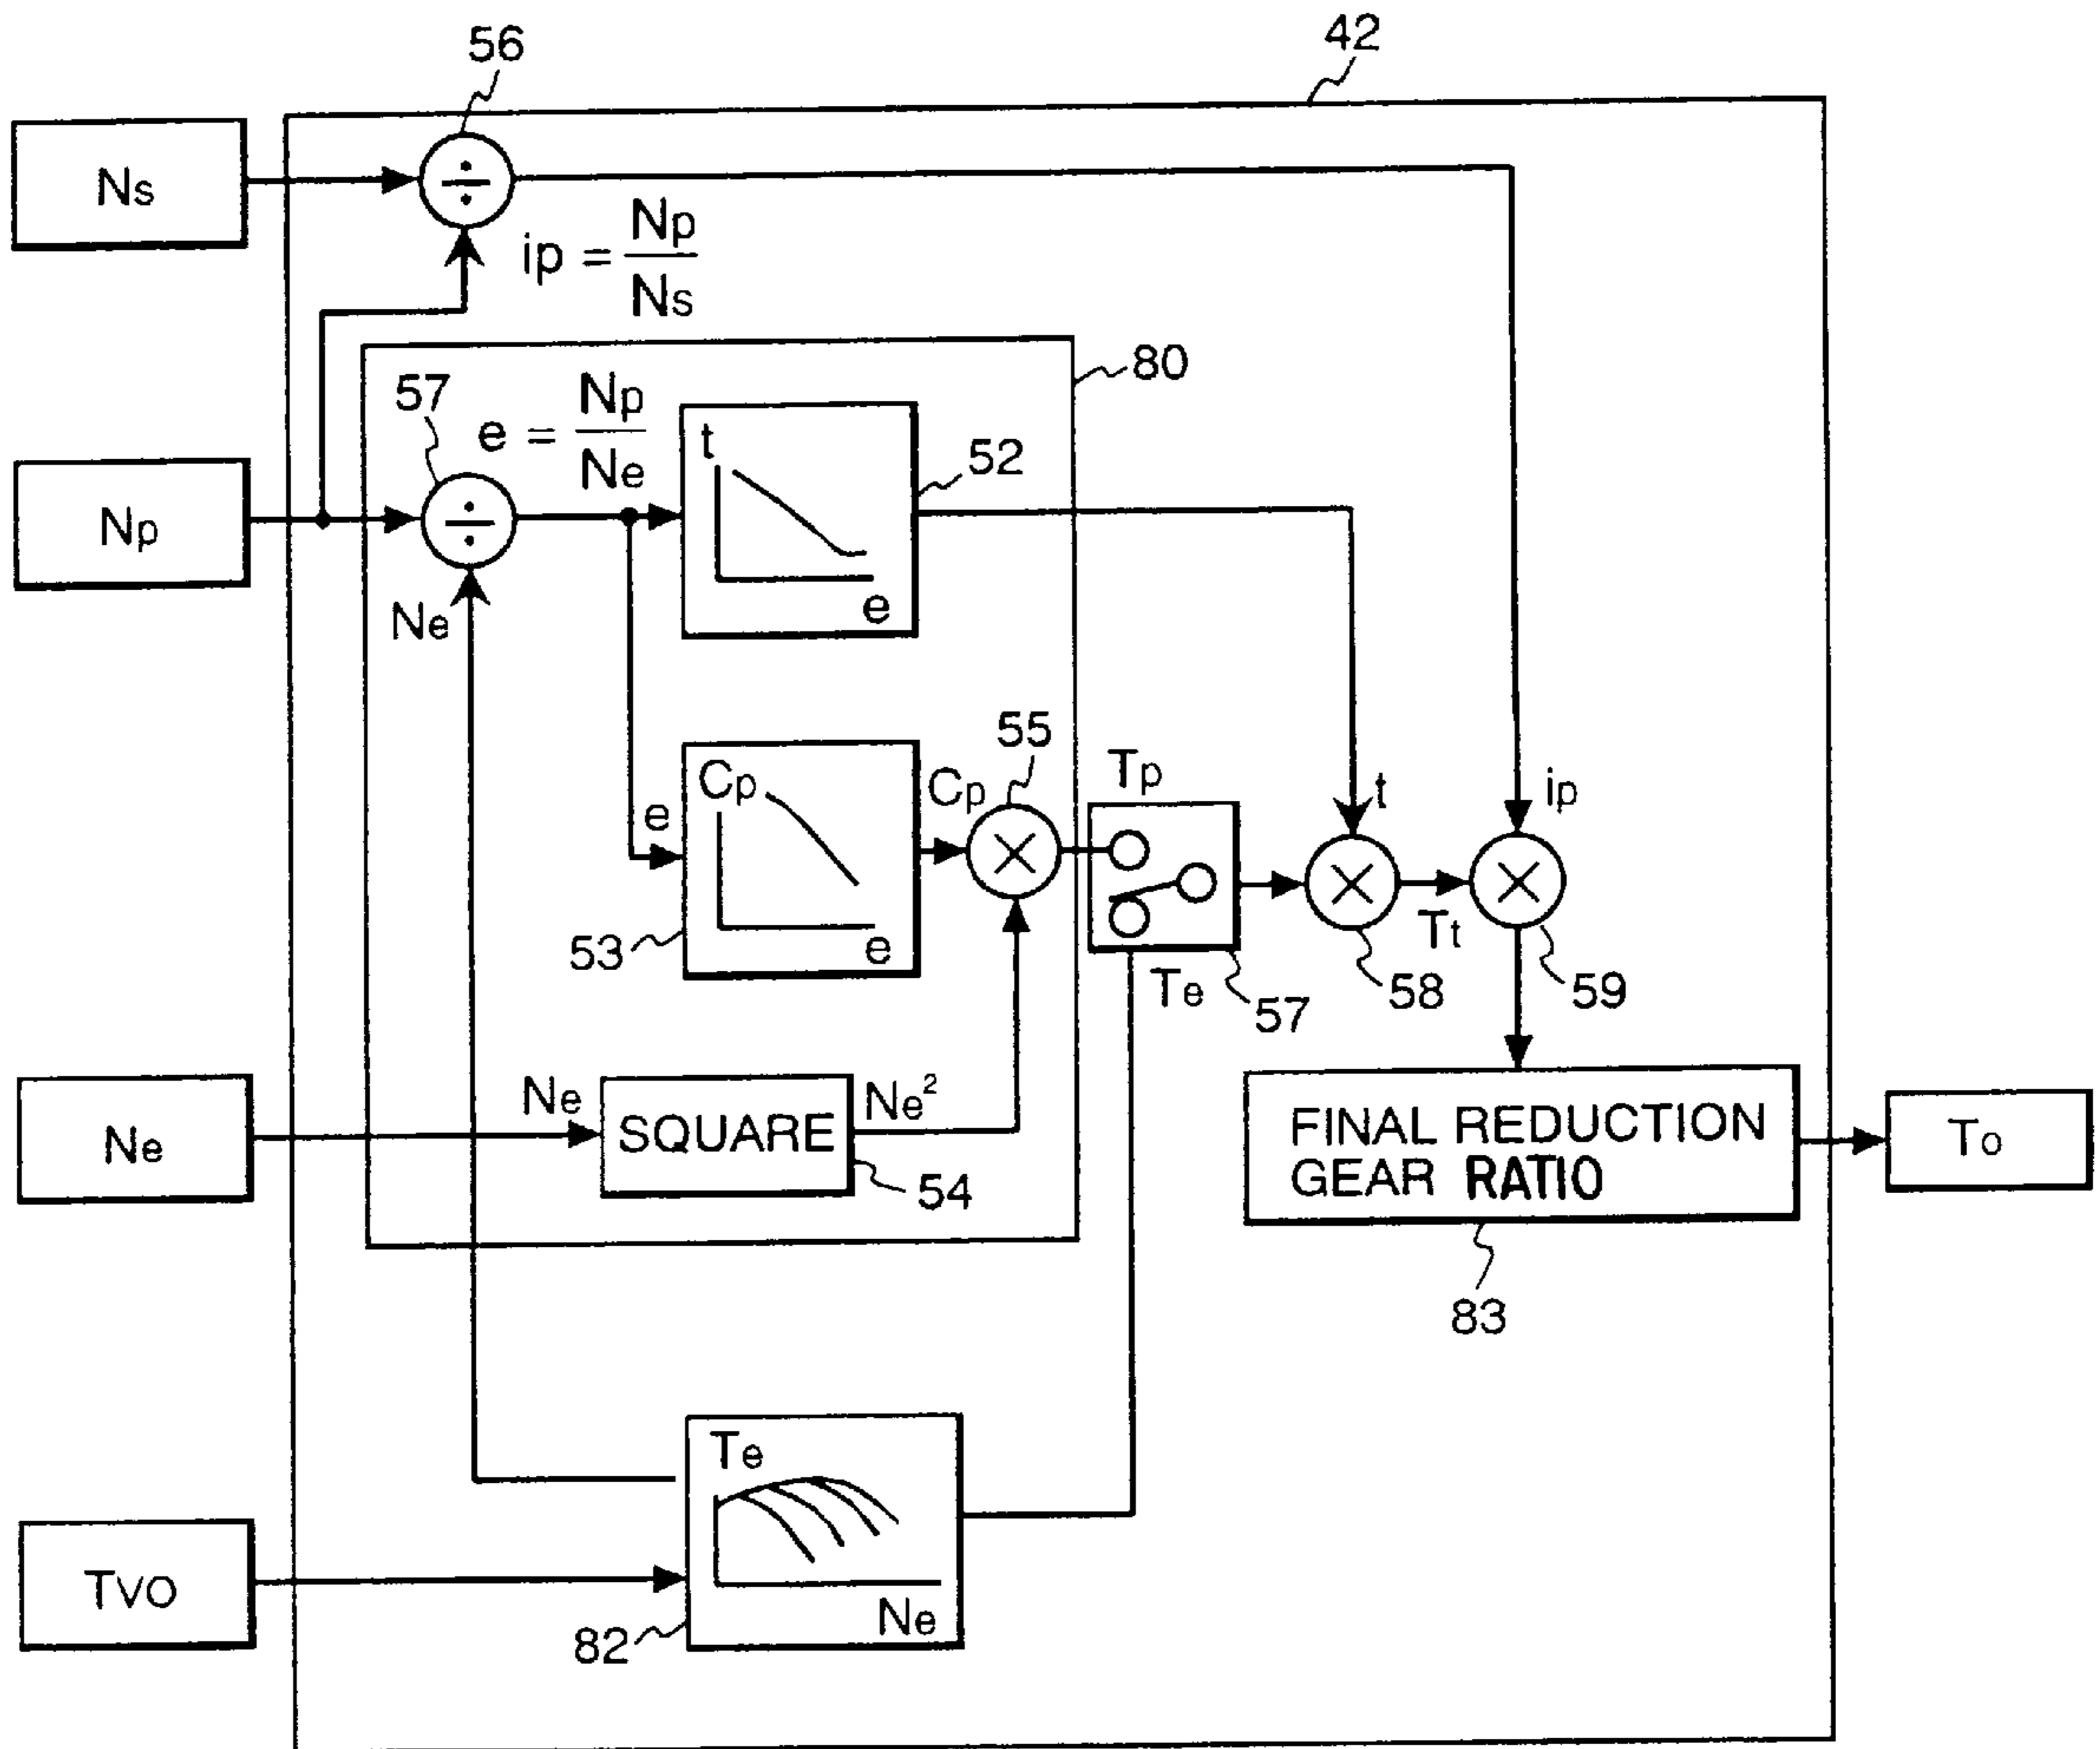 56
42
Ns
ip = Np / Ns
80
57
e = Np / Ne
t
52
Np
e
Ne
55
Tp
Cp
Cp
e
t
ip
53
e
Te
57
Tt
58
59
Ne
Ne
SQUARE
Ne²
54
FINAL REDUCTION
GEAR RATIO
To
83
Te
TVO
Ne
82